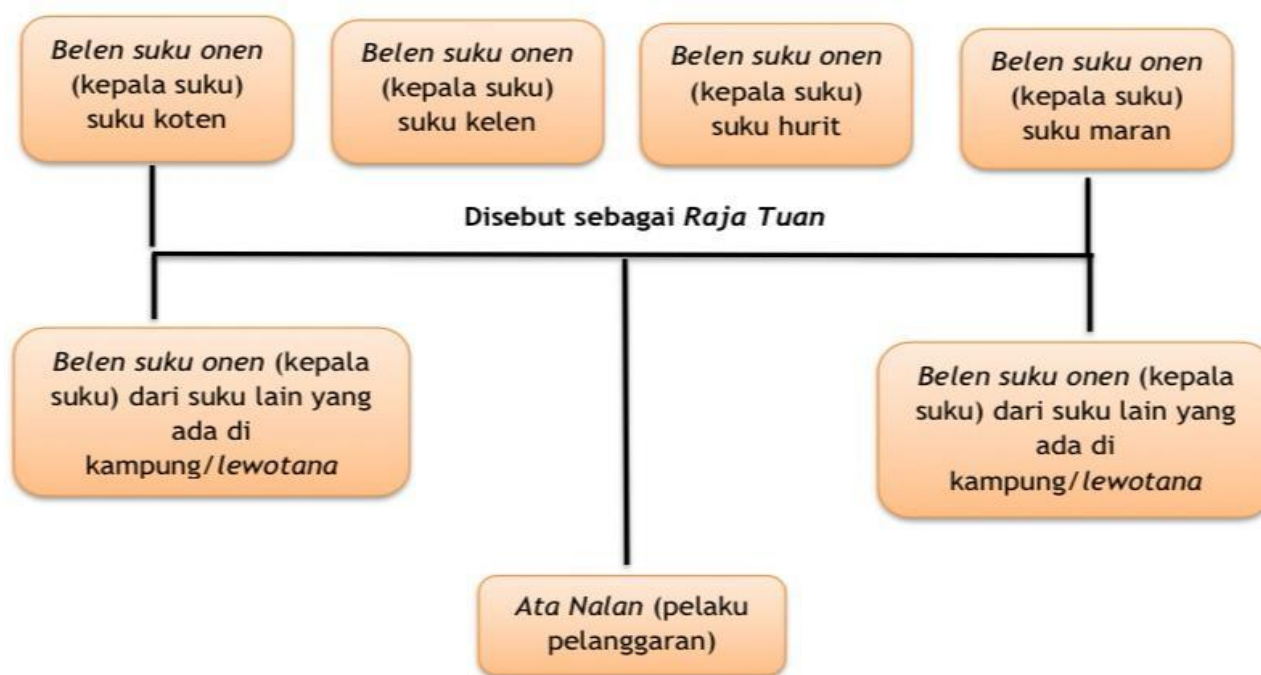 Belen suku onen
(kepala suku)
suku koten
Belen suku onen
(kepala suku)
suku kelen
Belen suku onen
(kepala suku)
suku hurit
Belen suku onen
(kepala suku)
suku maran
Disebut sebagai Raja Tuan
Belen suku onen (kepala
suku) dari suku lain yang
ada di
kampung/lewotana
Belen suku onen (kepala
suku) dari suku lain yang
ada di
kampung/lewotana
Ata Nalan (pelaku
pelanggaran)